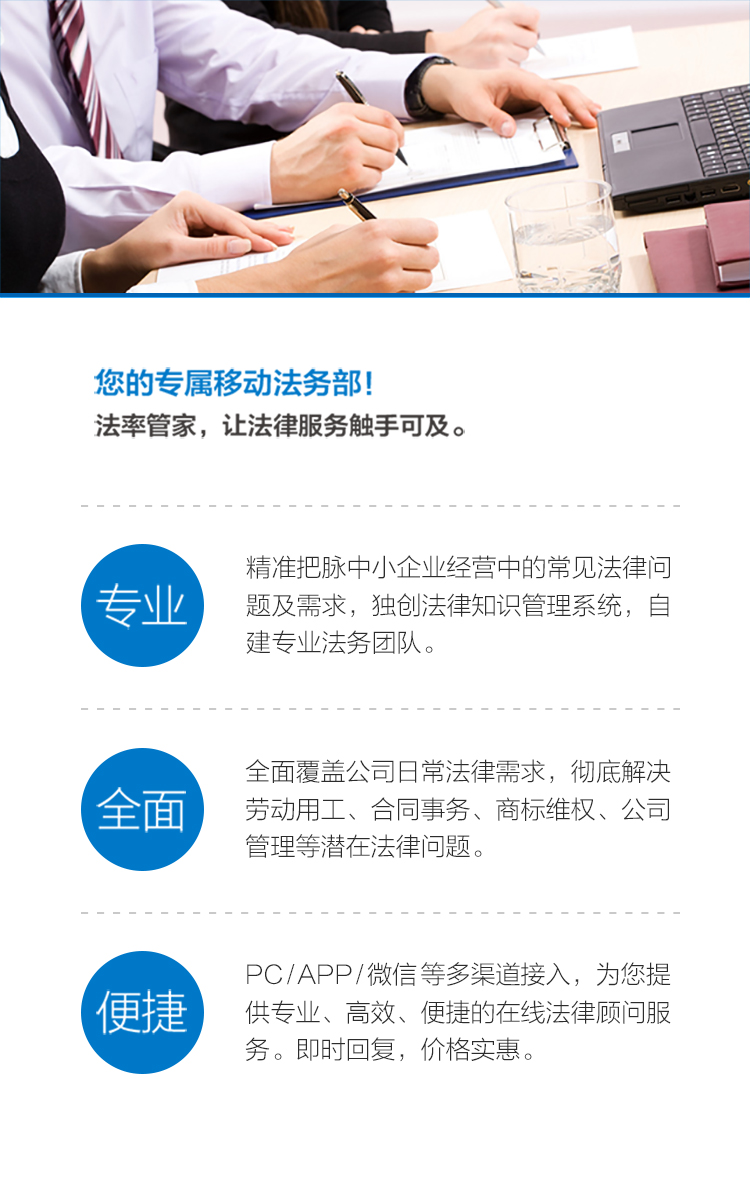 您的专属移动法务部！
法率管家，让法律服务触手可及。
专业
精准把脉中小企业经营中的常见法律问
题及需求，独创法律知识管理系统，自
建专业法务团队。
全面
全面覆盖公司日常法律需求，彻底解决
劳动用工、合同事务、商标维权、公司
管理等潜在法律问题。
便捷
PC/APP/微信等多渠道接入，为您提
供专业、高效、便捷的在线法律顾问服
务。即时回复，价格实惠。